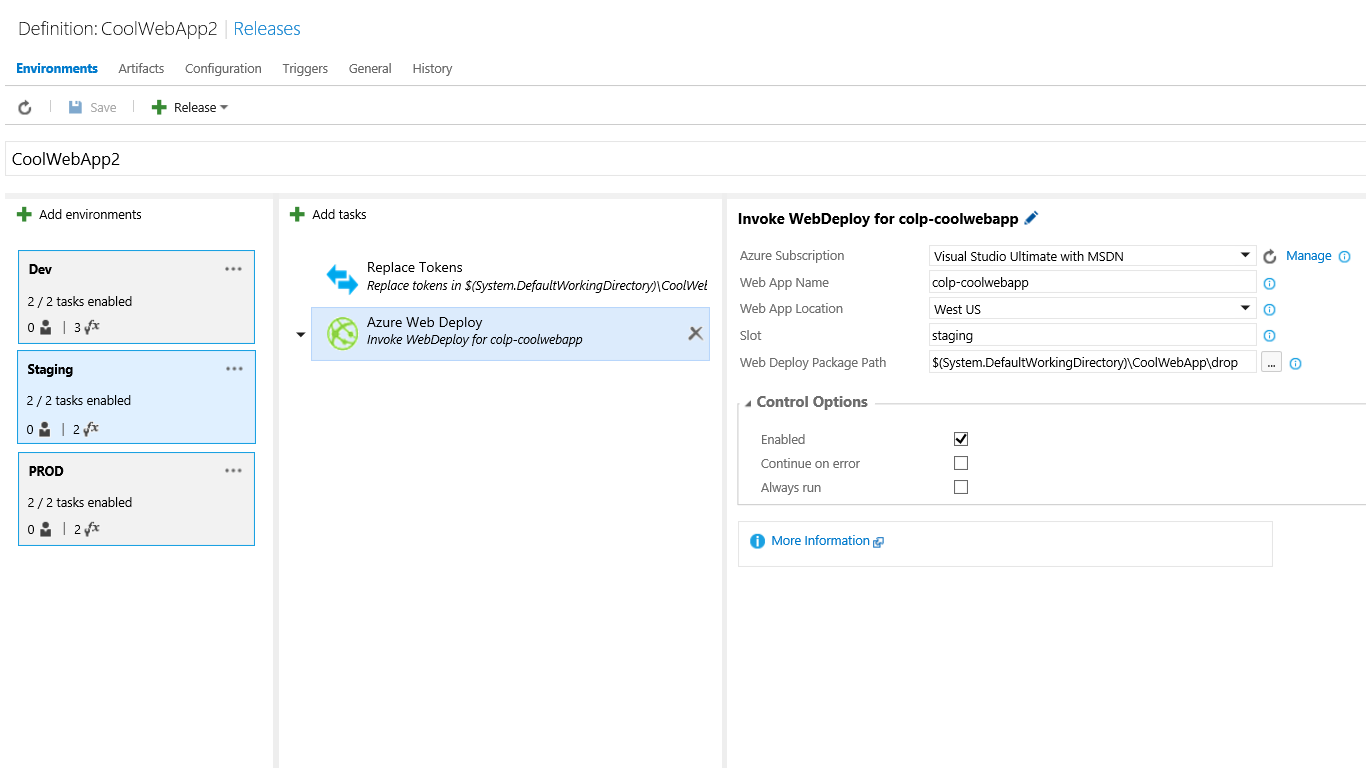 Definition: CoolWebApp2 | Releases
Environments Artifacts Configuration Triggers General History
Save Release
CoolWebApp2
Add environments
Dev
2 / 2 tasks enabled
0 | 3 fx
Staging
2 / 2 tasks enabled
0 | 2 fx
PROD
2 / 2 tasks enabled
0 | 2 fx
Add tasks
Replace Tokens
Replace tokens in $(System.DefaultWorkingDirectory)\CoolWel
Azure Web Deploy
Invoke WebDeploy for colp-coolwebapp
Invoke WebDeploy for colp-coolwebapp
Azure Subscription Visual Studio Ultimate with MSDN Manage
Web App Name colp-coolwebapp
Web App Location West US
Slot staging
Web Deploy Package Path $(System.DefaultWorkingDirectory)\CoolWebApp\drop ...
Control Options
Enabled
Continue on error
Always run
More Information